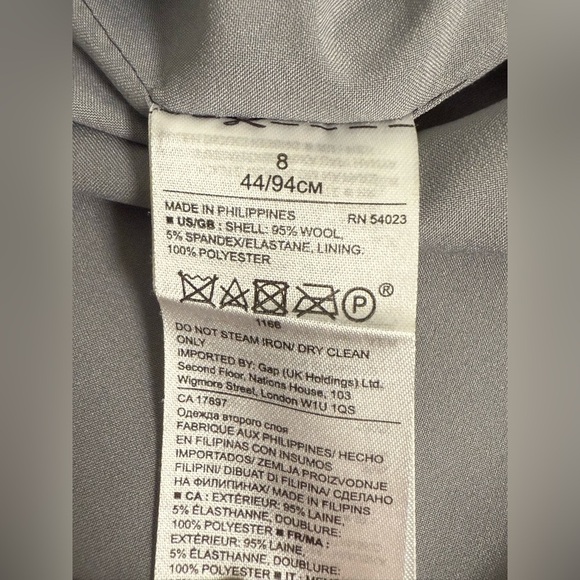 8
44/94CM
MADE IN PHILIPPINES RN 54023
■ US/GB : SHELL: 95% WOOL,
5% SPANDEX/ELASTANE, LINING:
100% POLYESTER
P ®
1166
DO NOT STEAM IRON/ DRY CLEAN
ONLY
IMPORTED BY: Gap (UK Holdings) Ltd.
Second Floor, Nations House, 103
Wigmore Street, London W1U 1QS
CA 17897
Одежда второго слоя
FABRIQUE AUX PHILIPPINES/ HECHO
EN FILIPINAS CON INSUMOS
IMPORTADOS/ ZEMLJA PROIZVODNJE
FILIPINI/ DIBUAT DI FILIPINA/ СДЕЛАНО
НА ФИЛИПИНАХ/ MADE IN FILIPINS
■ CA : EXTÉRIEUR: 95% LAINE,
5% ÉLASTHANNE, DOUBLURE:
100% POLYESTER ■ FR/MA :
EXTÉRIEUR: 95% LAINE,
5% ÉLASTHANNE, DOUBLURE:
100% POLYESTER ■ IT :